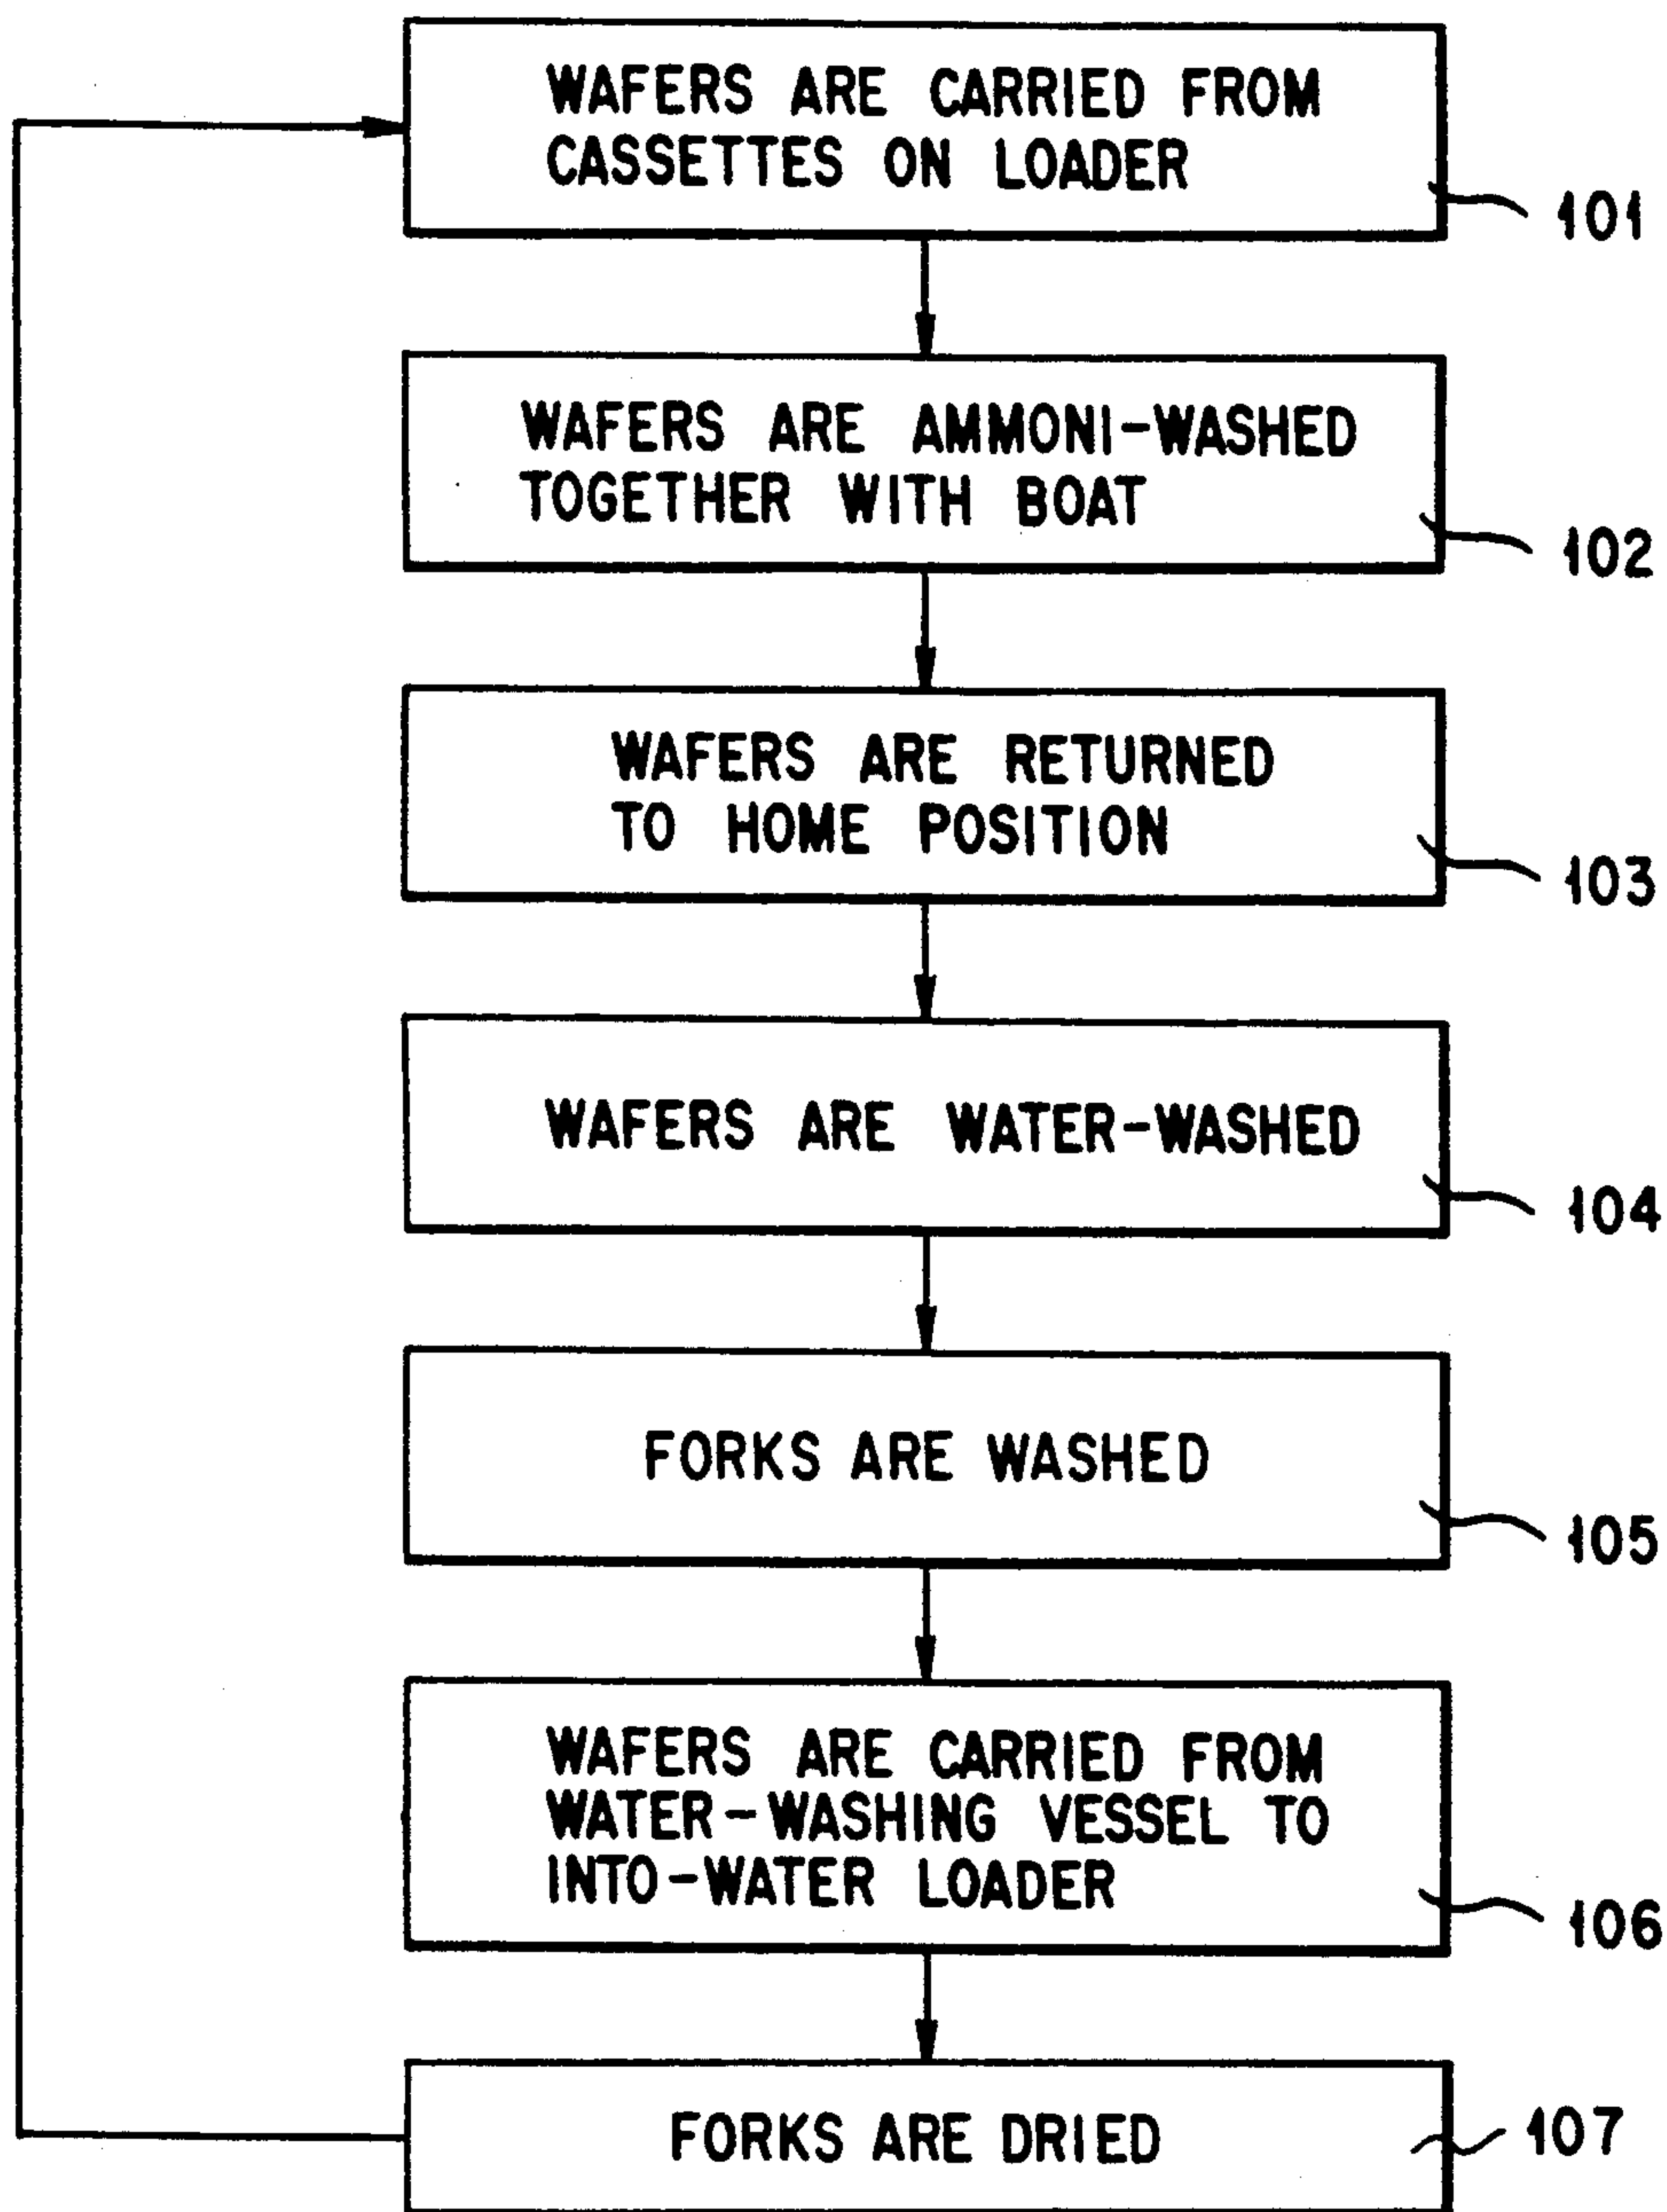 WAFERS ARE CARRIED FROM
CASSETTES ON LOADER
101
WAFERS ARE AMMONI-WASHED
TOGETHER WITH BOAT
102
WAFERS ARE RETURNED
TO HOME POSITION
103
WAFERS ARE WATER-WASHED
104
FORKS ARE WASHED
105
WAFERS ARE CARRIED FROM
WATER-WASHING VESSEL TO
INTO-WATER LOADER
106
FORKS ARE DRIED
107